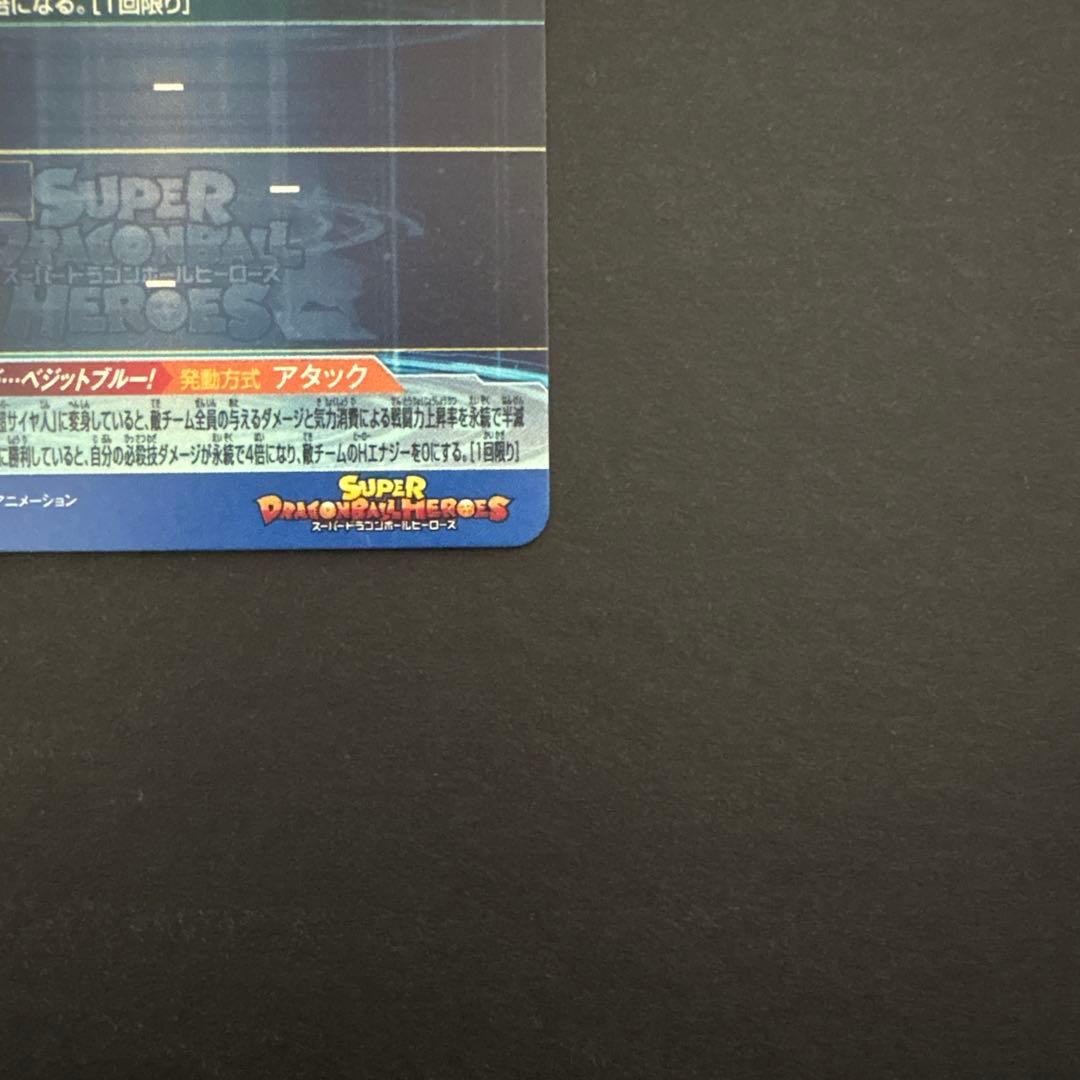 倍になる。[1回限り]
SUPER
DRAGONBALL
スーパードラゴンボールヒーローズ
HEROES
…ベジットブルー! 発動方式 アタック
サイヤ人]に変身していると、敵チーム全員の与えるダメージと気力消費による戦闘力上昇率を永続で半減
に勝利していると、自分の必殺技ダメージが永続で4倍になり、敵チームのHエナジーを0にする。[1回限り]
アニメーション
SUPER
DRAGONBALL HEROES
スーパードラゴンボールヒーローズ